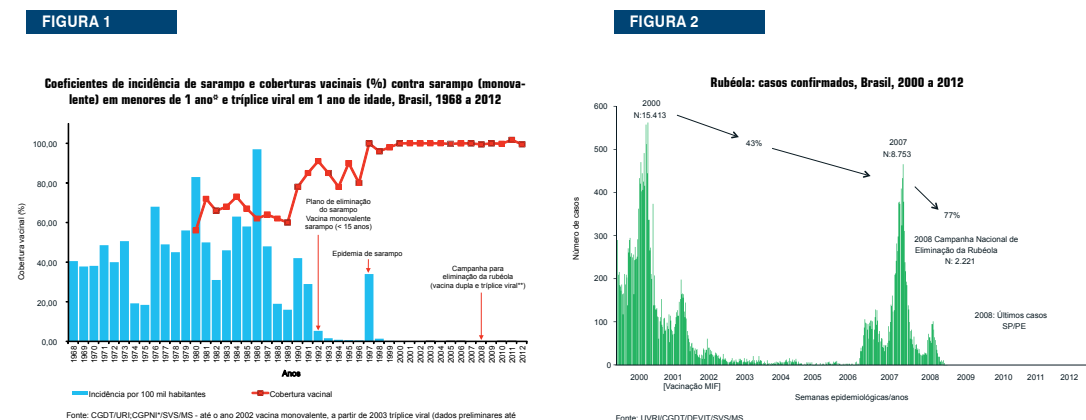 FIGURA 1
Coeficientes de incidência de sarampo e coberturas vacinais (%) contra sarampo (monova-
lente) em menores de 1 ano* e tríplice viral em 1 ano de idade, Brasil, 1968 a 2012
Cobertura vacinal (%)
100,00
80,00
60,00
40,00
20,00
0,00
Plano de eliminação
do sarampo
Vacina monovalente
sarampo (< 15 anos)
Epidemia de sarampo
Campanha para
eliminação da rubéola
(vacina dupla e tríplice viral**)
1968 1969 1970 1971 1972 1973 1974 1975 1976 1977 1978 1979 1980 1981 1982 1983 1984 1985 1986 1987 1988 1989 1990 1991 1992 1993 1994 1995 1996 1997 1998 1999 2000 2001 2002 2003 2004 2005 2006 2007 2008 2009 2010 2011 2012
Anos
Incidência por 100 mil habitantes
Cobertura vacinal
Fonte: CGDT/URI;CGPNI*/SVS/MS - até o ano 2002 vacina monovalente, a partir de 2003 tríplice viral (dados preliminares até
FIGURA 2
Rubéola: casos confirmados, Brasil, 2000 a 2012
Número de casos
600
500
400
300
200
100
0
2000
N:15.413
43%
2007
N:8.753
77%
2008 Campanha Nacional de
Eliminação da Rubéola
N: 2.221
2008: Últimos casos
SP/PE
2000 2001 2002 2003 2004 2005 2006 2007 2008 2009 2010 2011 2012
[Vacinação MIF]
Semanas epidemiológicas/anos
Fonte: UVRI/CGDT/DEVIT/SVS/MS.